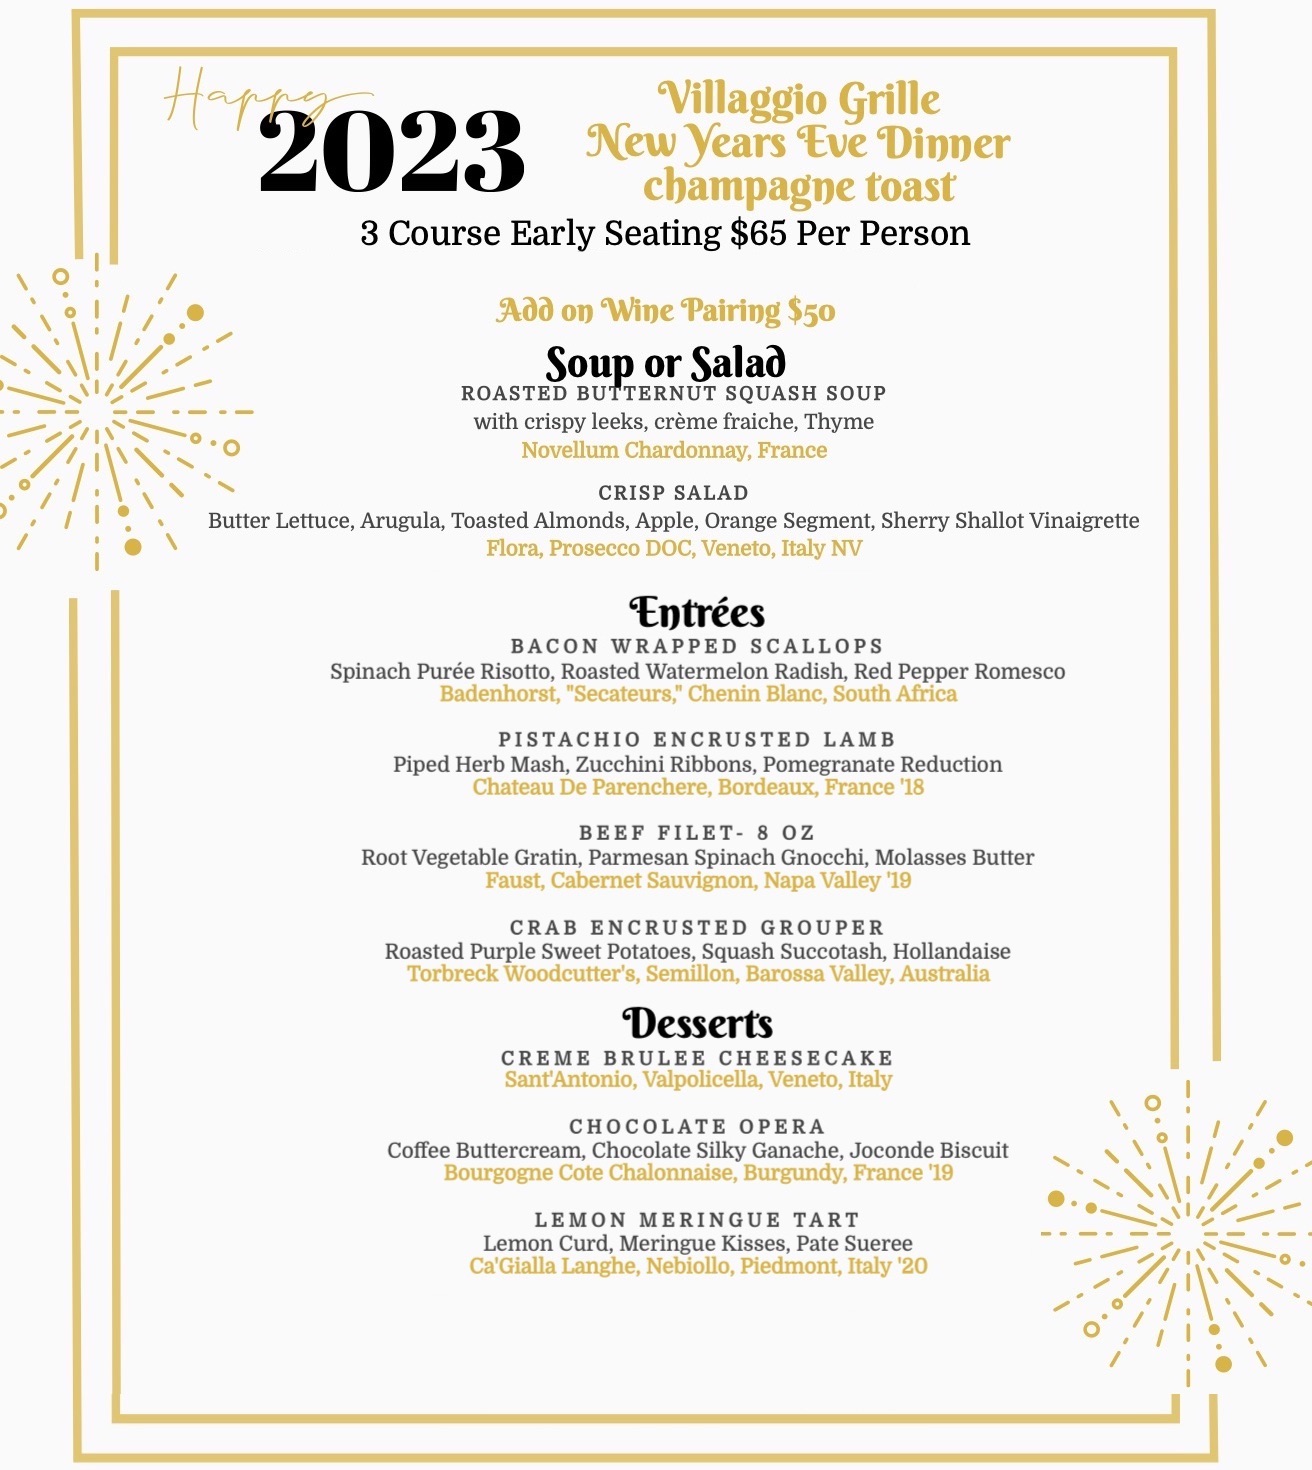 Happy
2023
Villaggio Grille
New Years Eve Dinner
champagne toast
3 Course Early Seating $65 Per Person
Add on Wine Pairing $50
Soup or Salad
ROASTED BUTTERNUT SQUASH SOUP
with crispy leeks, crème fraiche, Thyme
Novellum Chardonnay, France
CRISP SALAD
Butter Lettuce, Arugula, Toasted Almonds, Apple, Orange Segment, Sherry Shallot Vinaigrette
Flora, Prosecco DOC, Veneto, Italy NV
Entrées
BACON WRAPPED SCALLOPS
Spinach Purée Risotto, Roasted Watermelon Radish, Red Pepper Romesco
Badenhorst, "Secateurs," Chenin Blanc, South Africa
PISTACHIO ENCRUSTED LAMB
Piped Herb Mash, Zucchini Ribbons, Pomegranate Reduction
Chateau De Parenchere, Bordeaux, France '18
BEEF FILET- 8 OZ
Root Vegetable Gratin, Parmesan Spinach Gnocchi, Molasses Butter
Faust, Cabernet Sauvignon, Napa Valley '19
CRAB ENCRUSTED GROUPER
Roasted Purple Sweet Potatoes, Squash Succotash, Hollandaise
Torbreck Woodcutter's, Semillon, Barossa Valley, Australia
Desserts
CREME BRULEE CHEESECAKE
Sant'Antonio, Valpolicella, Veneto, Italy
CHOCOLATE OPERA
Coffee Buttercream, Chocolate Silky Ganache, Joconde Biscuit
Bourgogne Cote Chalonnaise, Burgundy, France '19
LEMON MERINGUE TART
Lemon Curd, Meringue Kisses, Pate Sueree
Ca'Gialla Langhe, Nebiollo, Piedmont, Italy '20